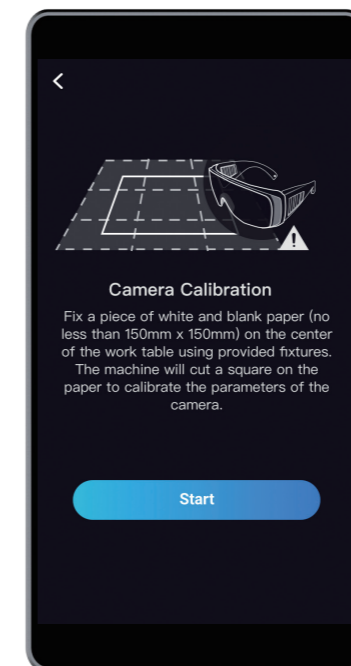 Camera Calibration
Fix a piece of white and blank paper (no
less than 150mm x 150mm) on the center
of the work table using provided fixtures.
The machine will cut a square on the
paper to calibrate the parameters of the
camera.
Start